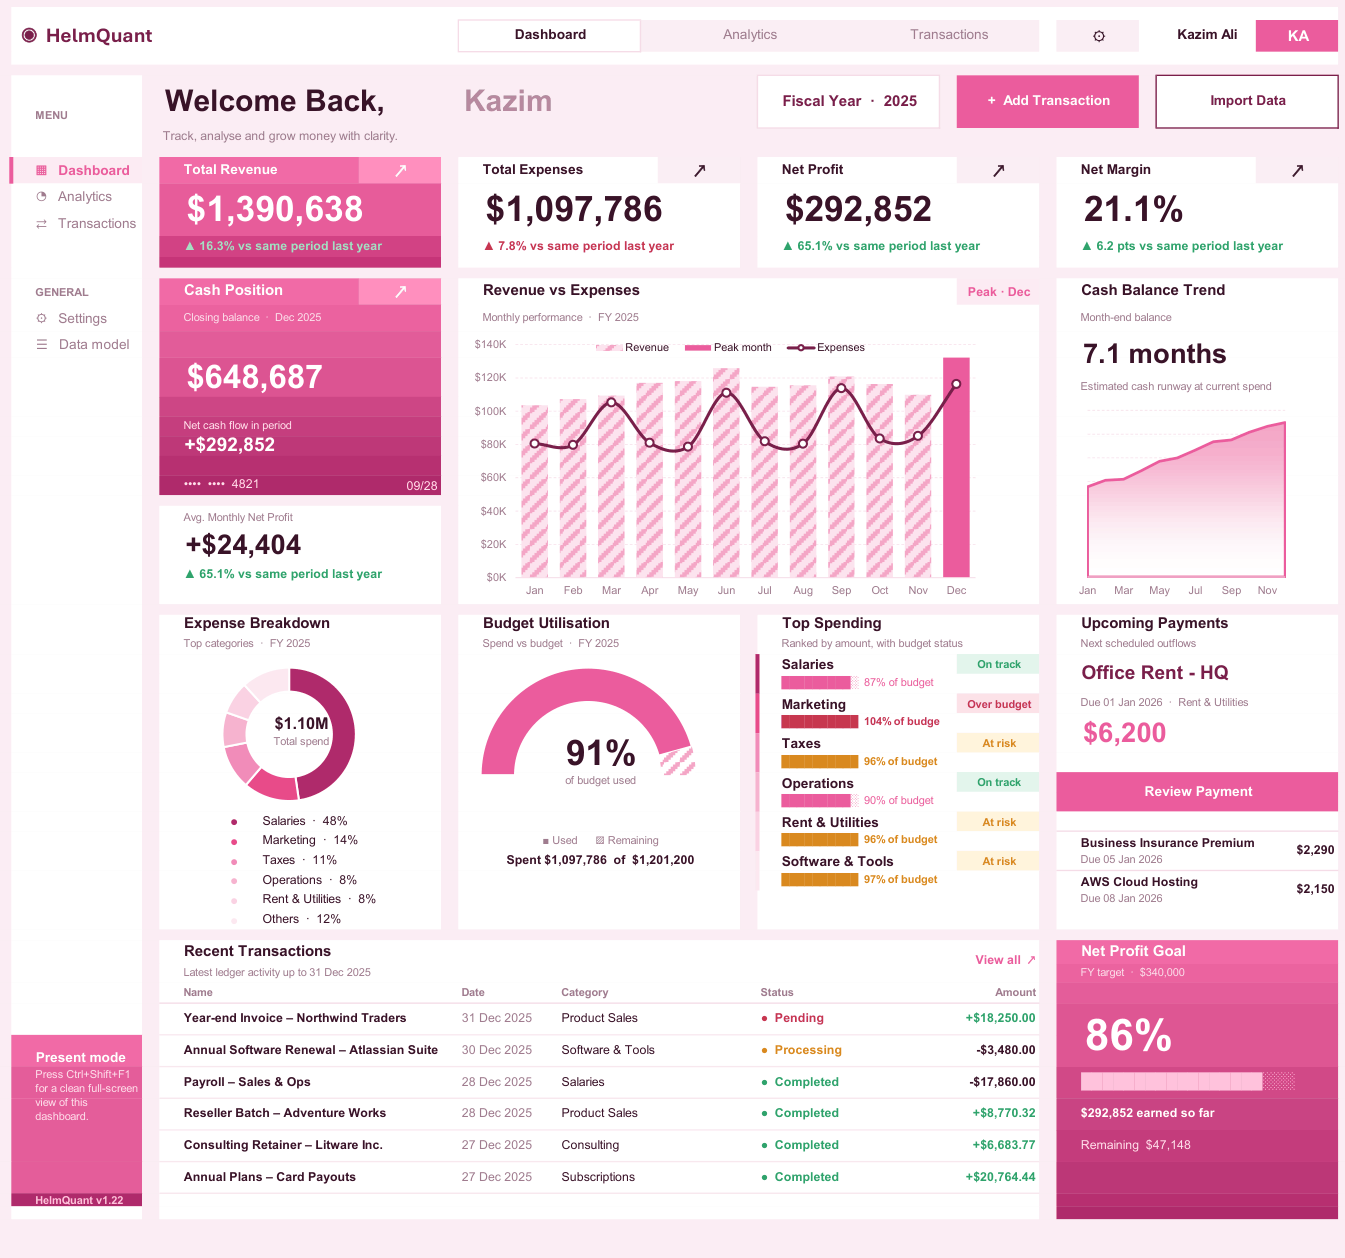 ◉ HelmQuant
Dashboard
Analytics
Transactions
⚙
Kazim Ali
KA
Welcome Back, Kazim
Track, analyse and grow money with clarity.
Fiscal Year · 2025
+ Add Transaction
Import Data
MENU
▦ Dashboard
◔ Analytics
⇄ Transactions
GENERAL
⚙ Settings
☰ Data model
Present mode
Press Ctrl+Shift+F1
for a clean full-screen
view of this
dashboard.
HelmQuant v1.22
Total Revenue ↗
$1,390,638
▲ 16.3% vs same period last year
Total Expenses ↗
$1,097,786
▲ 7.8% vs same period last year
Net Profit ↗
$292,852
▲ 65.1% vs same period last year
Net Margin ↗
21.1%
▲ 6.2 pts vs same period last year
Cash Position ↗
Closing balance · Dec 2025
$648,687
Net cash flow in period
+$292,852
•••• •••• 4821
09/28
Avg. Monthly Net Profit
+$24,404
▲ 65.1% vs same period last year
Revenue vs Expenses
Peak · Dec
Monthly performance · FY 2025
Revenue
Peak month
Expenses
$140K
$120K
$100K
$80K
$60K
$40K
$20K
$0K
Jan Feb Mar Apr May Jun Jul Aug Sep Oct Nov Dec
Cash Balance Trend
Month-end balance
7.1 months
Estimated cash runway at current spend
Jan Mar May Jul Sep Nov
Expense Breakdown
Top categories · FY 2025
$1.10M
Total spend
Salaries · 48%
Marketing · 14%
Taxes · 11%
Operations · 8%
Rent & Utilities · 8%
Others · 12%
Budget Utilisation
Spend vs budget · FY 2025
91%
of budget used
■ Used ▨ Remaining
Spent $1,097,786 of $1,201,200
Top Spending
Ranked by amount, with budget status
Salaries
On track
87% of budget
Marketing
Over budget
104% of budge
Taxes
At risk
96% of budget
Operations
On track
90% of budget
Rent & Utilities
At risk
96% of budget
Software & Tools
At risk
97% of budget
Upcoming Payments
Next scheduled outflows
Office Rent - HQ
Due 01 Jan 2026 · Rent & Utilities
$6,200
Review Payment
Business Insurance Premium
Due 05 Jan 2026
$2,290
AWS Cloud Hosting
Due 08 Jan 2026
$2,150
Recent Transactions
Latest ledger activity up to 31 Dec 2025
View all ↗
Name Date Category Status Amount
Year-end Invoice – Northwind Traders 31 Dec 2025 Product Sales ● Pending +$18,250.00
Annual Software Renewal – Atlassian Suite 30 Dec 2025 Software & Tools ● Processing -$3,480.00
Payroll – Sales & Ops 28 Dec 2025 Salaries ● Completed -$17,860.00
Reseller Batch – Adventure Works 28 Dec 2025 Product Sales ● Completed +$8,770.32
Consulting Retainer – Litware Inc. 27 Dec 2025 Consulting ● Completed +$6,683.77
Annual Plans – Card Payouts 27 Dec 2025 Subscriptions ● Completed +$20,764.44
Net Profit Goal
FY target · $340,000
86%
$292,852 earned so far
Remaining $47,148